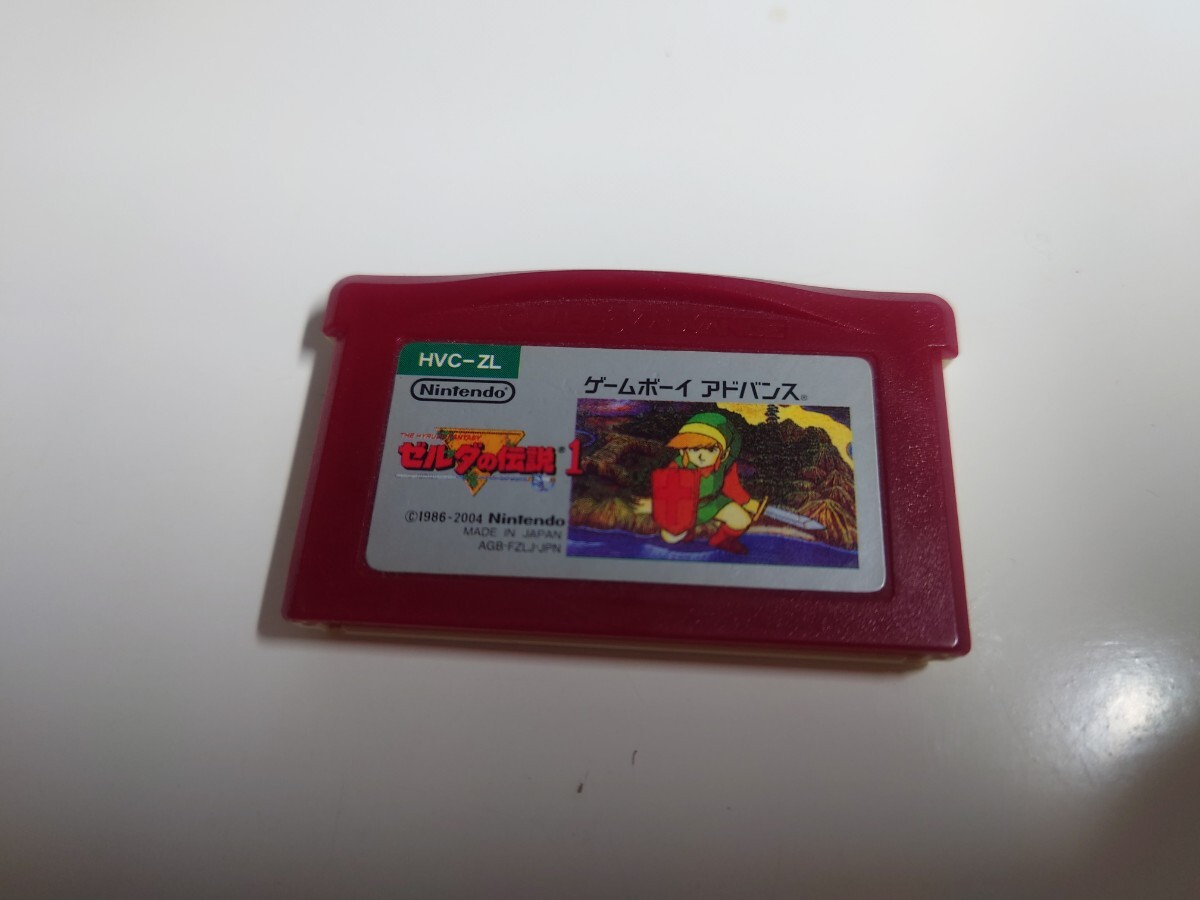 HVC-ZL
Nintendo
ゲームボーイ アドバンス®
THE HYRULE FANTASY
ゼルダの伝説®1
©1986-2004 Nintendo
MADE IN JAPAN
AGB-FZLJ-JPN